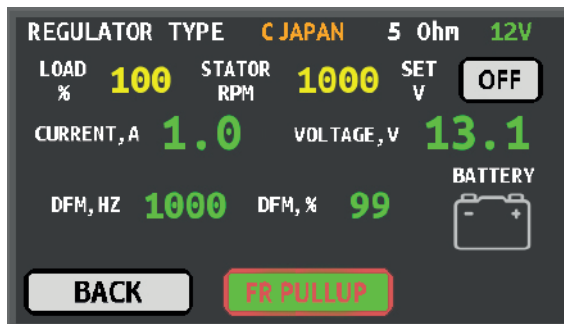 REGULATOR TYPE C JAPAN 5 Ohm 12V
LOAD % 100 STATOR RPM 1000 SET V OFF
CURRENT,A 1.0 VOLTAGE,V 13.1
BATTERY
DFM,HZ 1000 DFM,% 99 - +
BACK FR PULLUP